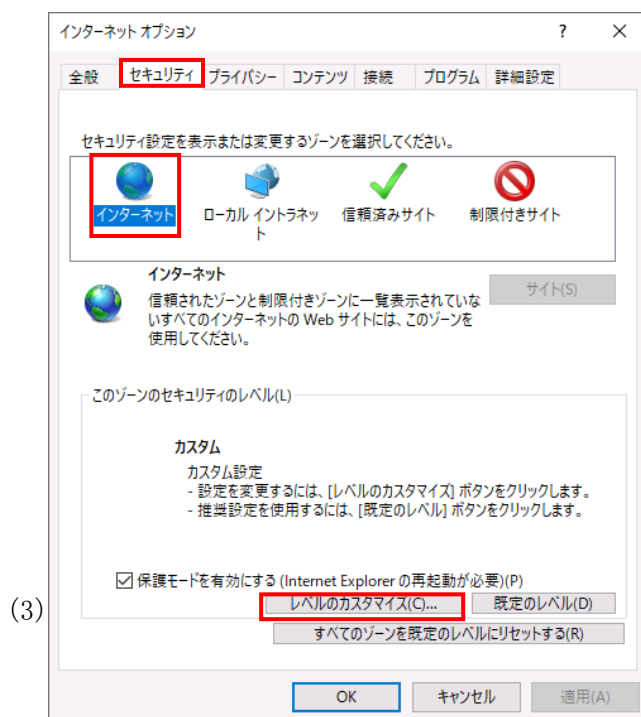 インターネット オプション ? ×
全般 セキュリティ プライバシー コンテンツ 接続 プログラム 詳細設定
セキュリティ設定を表示または変更するゾーンを選択してください。
インターネット ローカル イントラネッ 信頼済みサイト 制限付きサイト
ト
インターネット
サイト(S)
信頼されたゾーンと制限付きゾーンに一覧表示されていな
いすべてのインターネットの Web サイトには、このゾーンを
使用してください。
このゾーンのセキュリティのレベル(L)
カスタム
カスタム設定
- 設定を変更するには、[レベルのカスタマイズ] ボタンをクリックします。
- 推奨設定を使用するには、[既定のレベル] ボタンをクリックします。
保護モードを有効にする (Internet Explorer の再起動が必要)(P)
(3) レベルのカスタマイズ(C)... 既定のレベル(D)
すべてのゾーンを既定のレベルにリセットする(R)
OK キャンセル 適用(A)